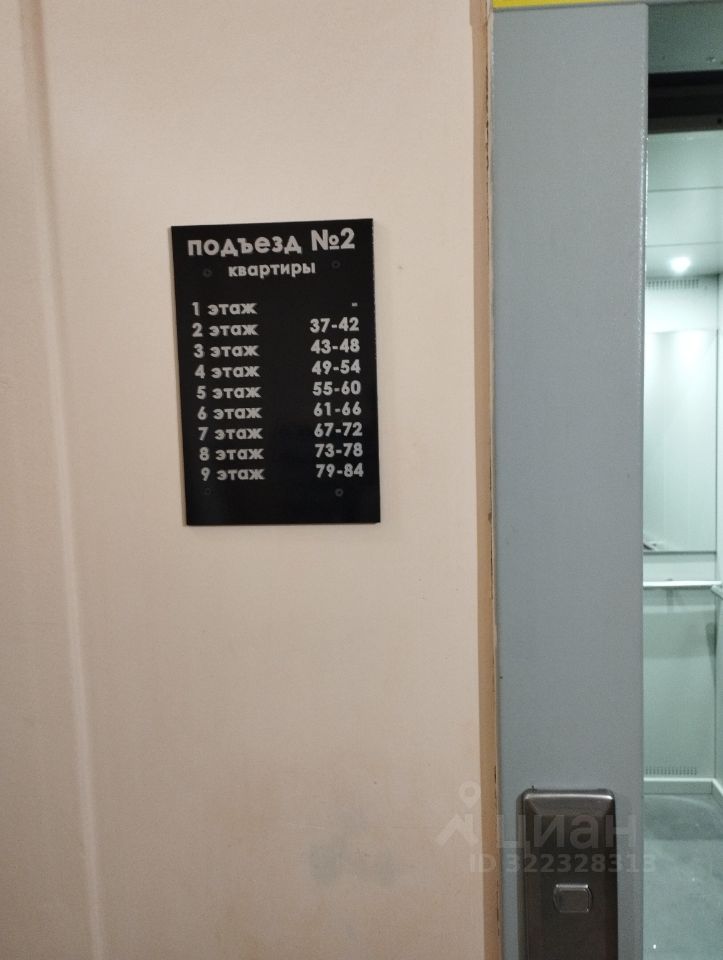 подъезд №2
квартиры
1 этаж -
2 этаж 37-42
3 этаж 43-48
4 этаж 49-54
5 этаж 55-60
6 этаж 61-66
7 этаж 67-72
8 этаж 73-78
9 этаж 79-84
циан
ID 322328313